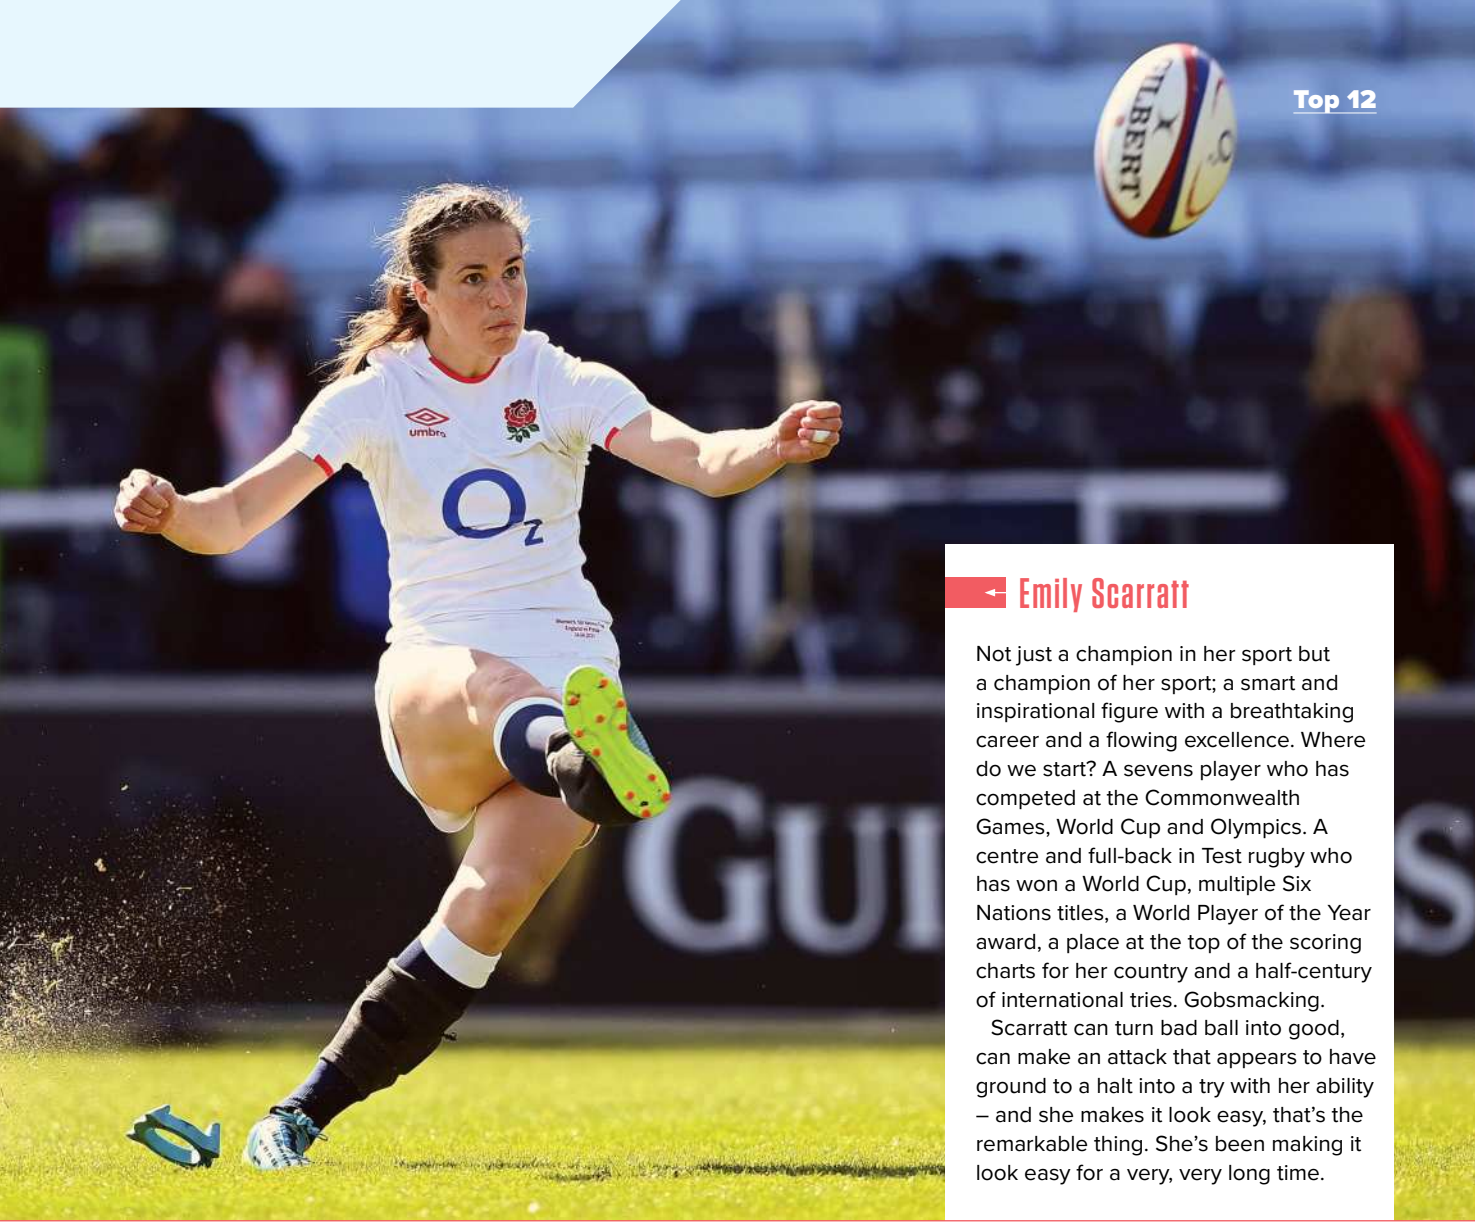 Top 12
GILBERT
umbro
O2
GUI
S
Emily Scarratt
Not just a champion in her sport but
a champion of her sport; a smart and
inspirational figure with a breathtaking
career and a flowing excellence. Where
do we start? A sevens player who has
competed at the Commonwealth
Games, World Cup and Olympics. A
centre and full-back in Test rugby who
has won a World Cup, multiple Six
Nations titles, a World Player of the Year
award, a place at the top of the scoring
charts for her country and a half-century
of international tries. Gobsmacking.
Scarratt can turn bad ball into good,
can make an attack that appears to have
ground to a halt into a try with her ability
– and she makes it look easy, that’s the
remarkable thing. She’s been making it
look easy for a very, very long time.